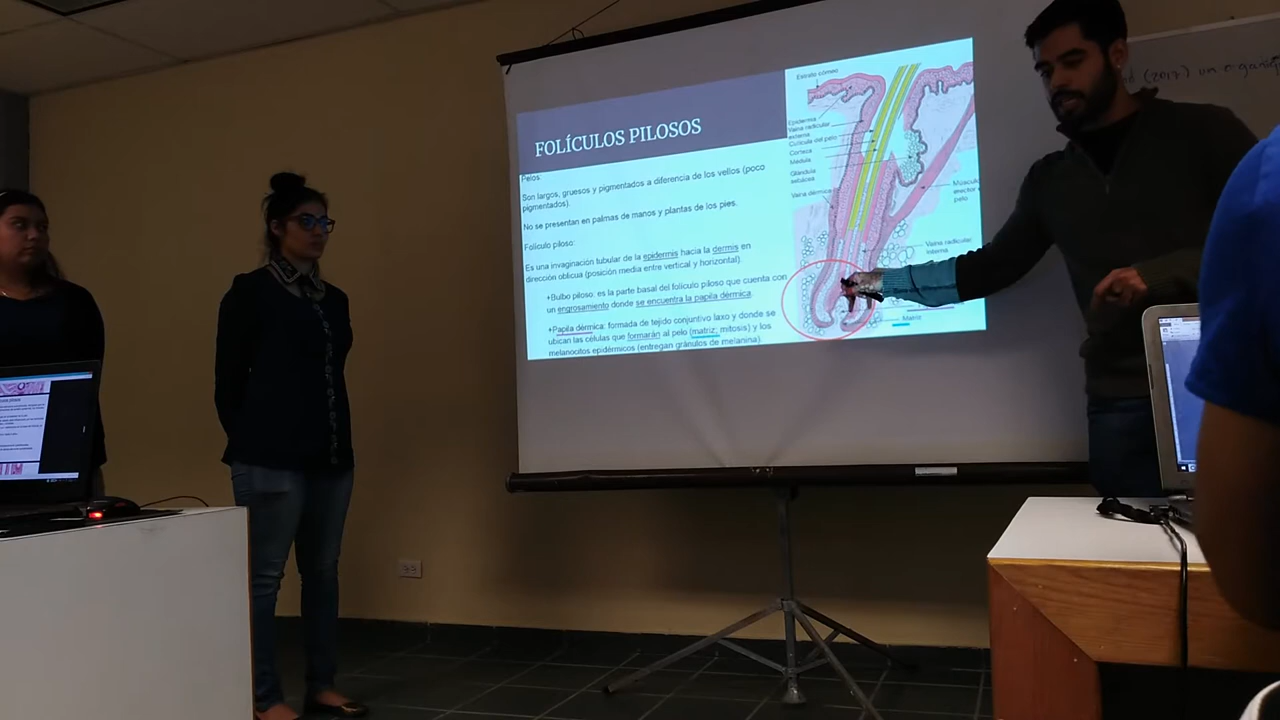 FOLÍCULOS PILOSOS
Pelos:
Son largos, gruesos y pigmentados a diferencia de los vellos (poco
pigmentados).
No se presentan en palmas de manos y plantas de los pies.
Folículo piloso:
Es una invaginación tubular de la epidermis hacia la dermis en
dirección oblicua (posición media entre vertical y horizontal).
+Bulbo piloso: es la parte basal del folículo piloso que cuenta con
un engrosamiento donde se encuentra la papila dérmica.
+Papila dérmica: formada de tejido conjuntivo laxo y donde se
ubican las células que formarán al pelo (matriz: mitosis) y los
melanocitos epidérmicos (entregan gránulos de melanina).
Estrato córneo
Epidermis
Vaina radicular
externa
Cutícula del pelo
Corteza
Médula
Glándula
sebácea
Vaina dérmica
Músculo
erector
pelo
Vaina radicular
interna
Matriz
(2017) un